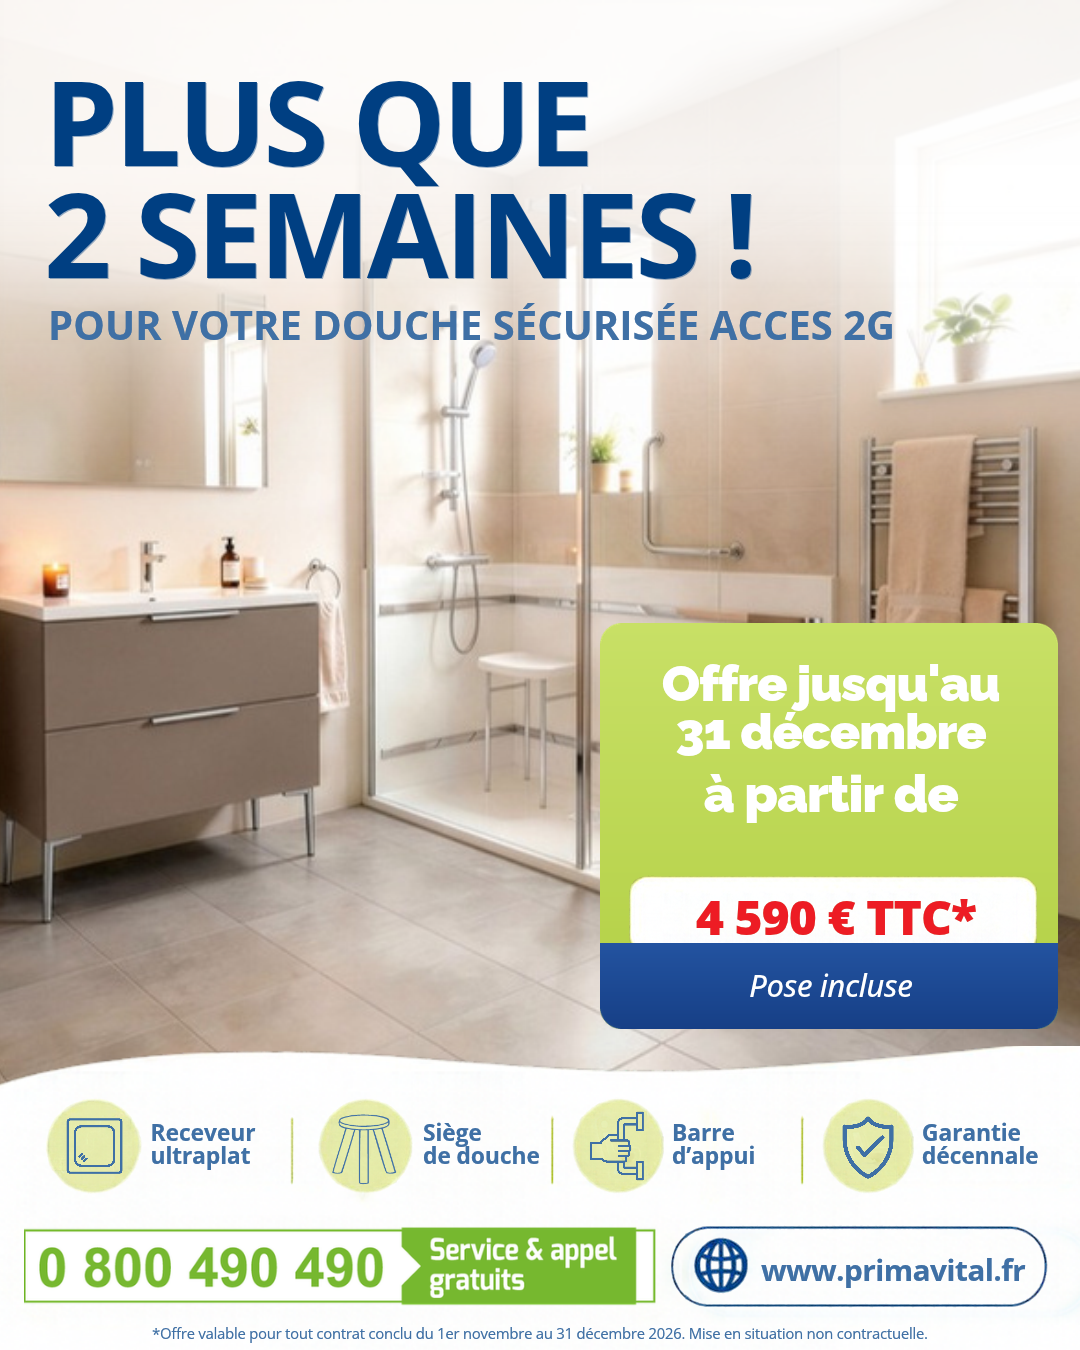 PLUS QUE
2 SEMAINES !
POUR VOTRE DOUCHE SÉCURISÉE ACCES 2G
Offre jusqu'au
31 décembre
à partir de
4 590 € TTC*
Pose incluse
Receveur
ultraplat
Siège
de douche
Barre
d’appui
Garantie
décennale
0 800 490 490
Service & appel
gratuits
www.primavital.fr
*Offre valable pour tout contrat conclu du 1er novembre au 31 décembre 2026. Mise en situation non contractuelle.